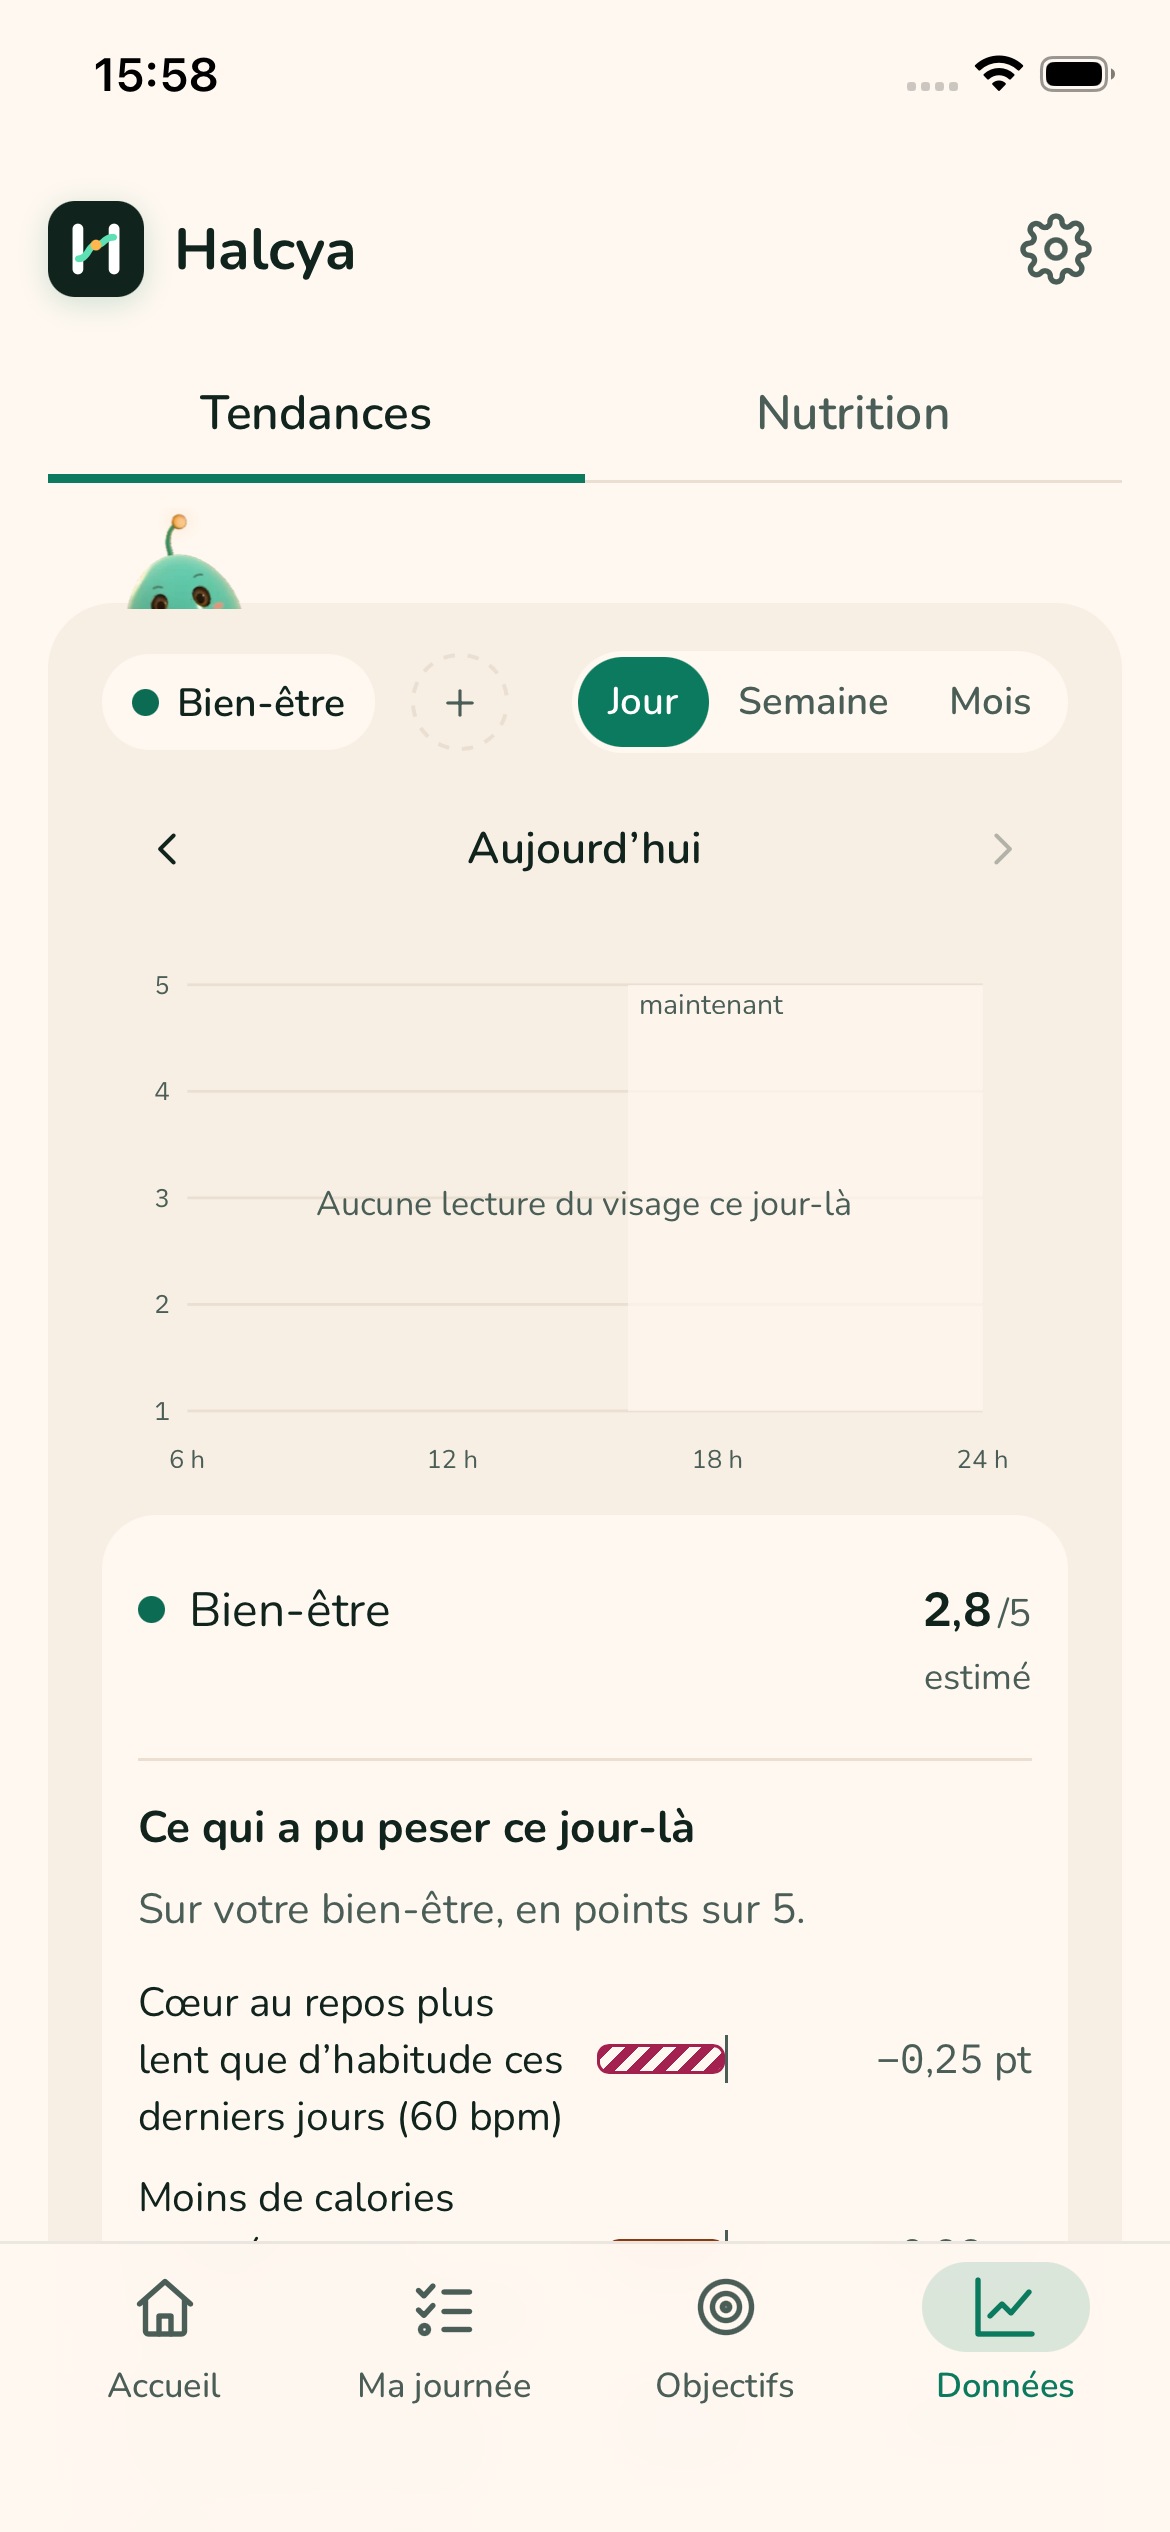 15:58
Halcya
Tendances
Nutrition
Bien-être
+
Jour
Semaine
Mois
Aujourd’hui
5
maintenant
4
3
Aucune lecture du visage ce jour-là
2
1
6 h
12 h
18 h
24 h
Bien-être
2,8 /5
estimé
Ce qui a pu peser ce jour-là
Sur votre bien-être, en points sur 5.
Cœur au repos plus
lent que d’habitude ces
derniers jours (60 bpm)
−0,25 pt
Moins de calories
Accueil
Ma journée
Objectifs
Données